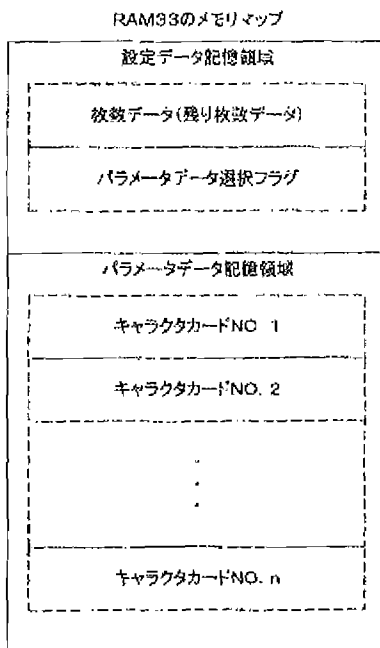 RAM33のメモリマップ
設定データ記憶領域
枚数データ(残り枚数データ)
パラメータデータ選択フラグ
パラメータデータ記憶領域
キャラクタカードNO. 1
キャラクタカードNO. 2
キャラクタカードNO. n